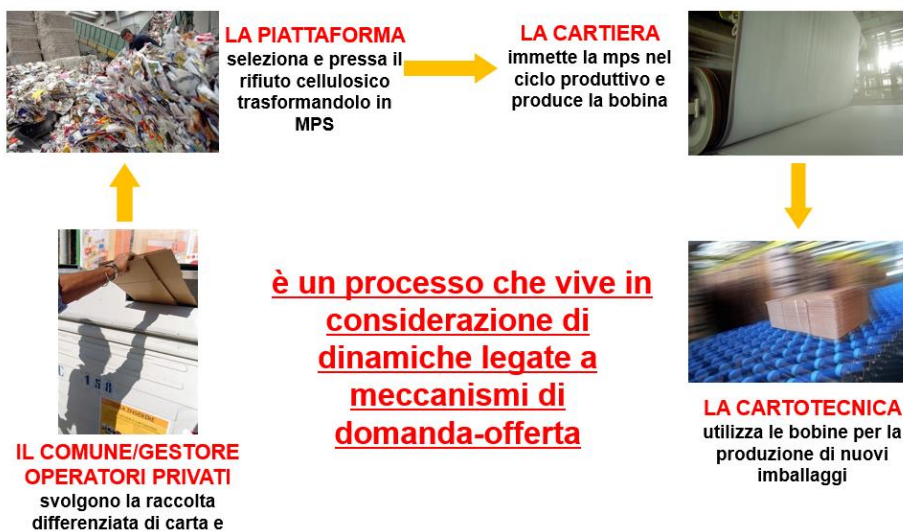 LA PIATTAFORMA
seleziona e pressa il
rifiuto cellulosico
trasformandolo in
MPS
LA CARTIERA
immette la mps nel
ciclo produttivo e
produce la bobina
è un processo che vive in
considerazione di
dinamiche legate a
meccanismi di
domanda-offerta
158
IL COMUNE/GESTORE
OPERATORI PRIVATI
svolgono la raccolta
differenziata di carta e
LA CARTOTECNICA
utilizza le bobine per la
produzione di nuovi
imballaggi